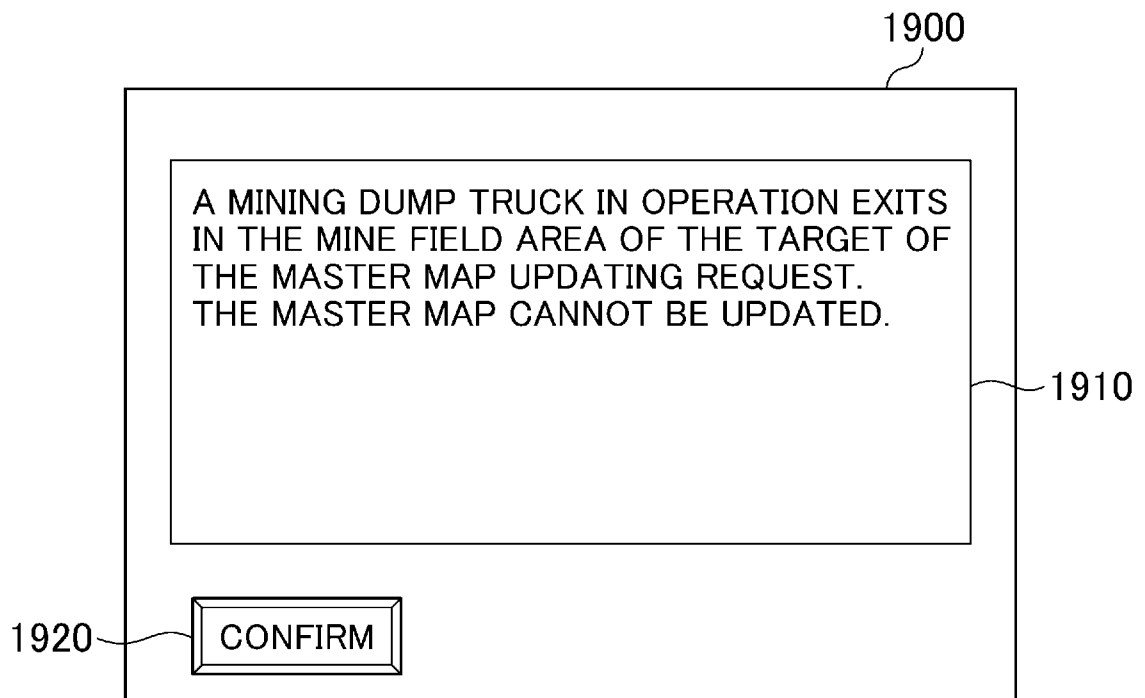 1900
A MINING DUMP TRUCK IN OPERATION EXITS
IN THE MINE FIELD AREA OF THE TARGET OF
THE MASTER MAP UPDATING REQUEST.
THE MASTER MAP CANNOT BE UPDATED.
1910
1920
CONFIRM